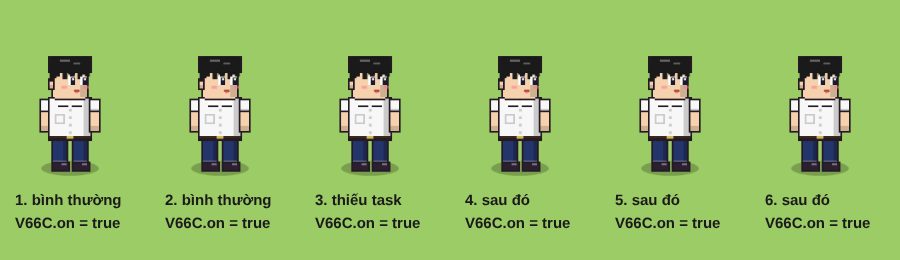 1. bình thường
V66C.on = true
2. bình thường
V66C.on = true
3. thiếu task
V66C.on = true
4. sau đó
V66C.on = true
5. sau đó
V66C.on = true
6. sau đó
V66C.on = true